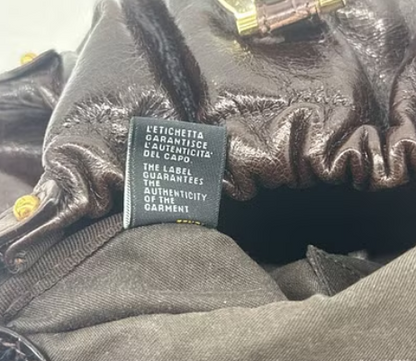 L'ETICHETTA
GARANTISCE
L'AUTENTICITA'
DEL CAPO.
THE LABEL
GUARANTEES
THE
AUTHENTICITY
OF THE
GARMENT